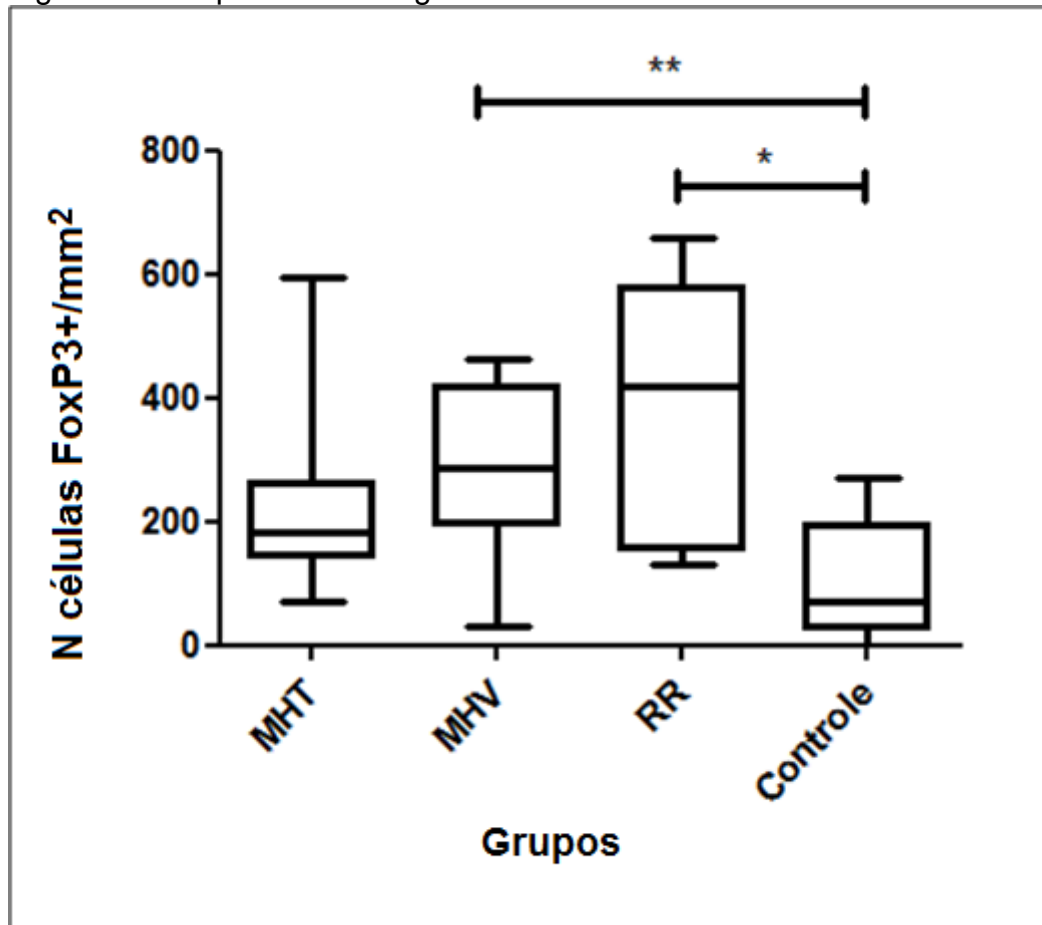 **
*
800
600
400
200
0
N células FoxP3+/mm²
MHT
MHV
RR
Controle
Grupos